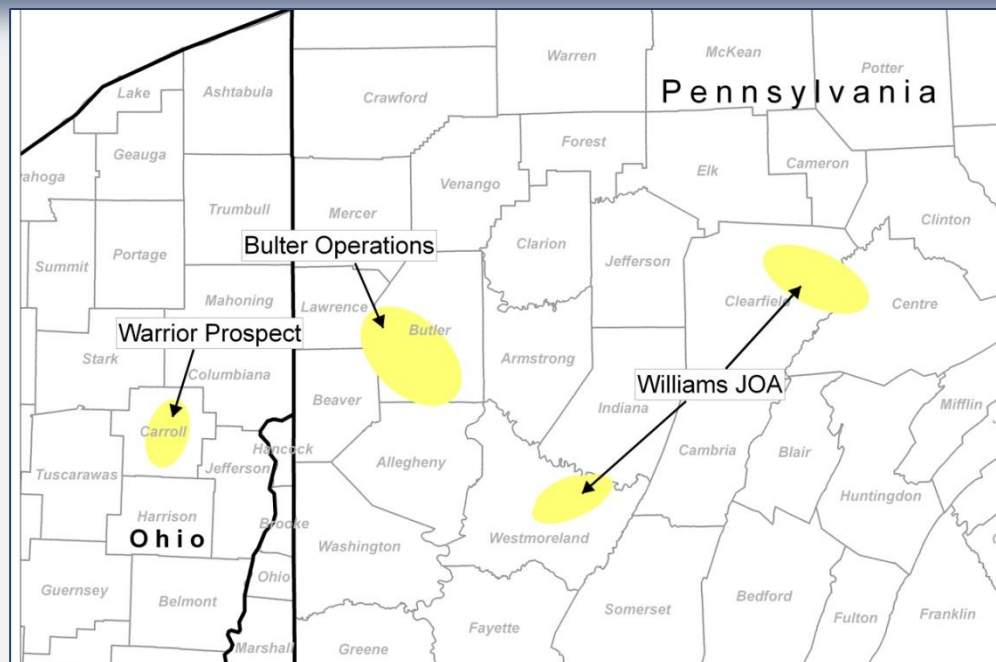 Warren
McKean
Potter
Pennsylvania
Lake
Ashtabula
Crawford
Geauga
Forest
Cameron
Elk
ahoga
Venango
Trumbull
Mercer
Clinton
Bulter Operations
Clarion
Portage
Jefferson
Summit
Mahoning
Lawrence
Clearfield
Centre
Warrior Prospect
Butler
Stark
Armstrong
Columbiana
Williams JOA
Beaver
Indiana
Mifflin
Carroll
Hancock
Cambria
Blair
Allegheny
Jefferson
Tuscarawas
Huntingdon
Harrison
Brooke
Ohio
Westmoreland
Washington
Ohio
Guernsey
Belmont
Bedford
Somerset
Fulton
Franklin
Fayette
Marshall
Greene